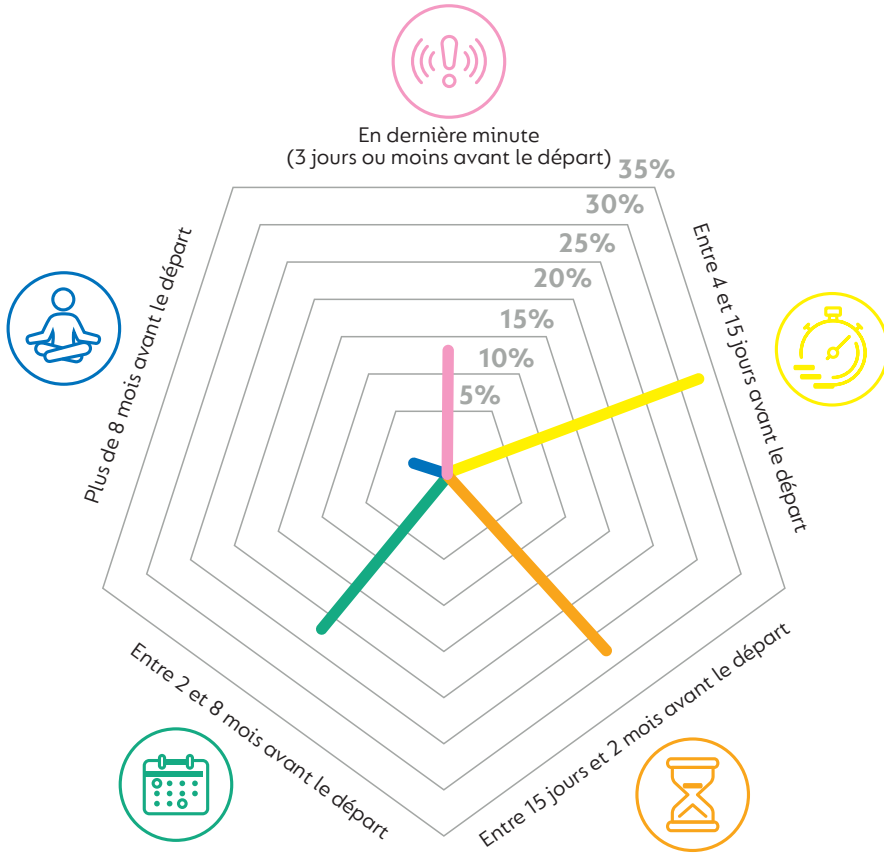 En dernière minute
(3 jours ou moins avant le départ)
35%
30%
25%
20%
15%
10%
5%
Entre 4 et 15 jours avant le départ
Entre 15 jours et 2 mois avant le départ
Entre 2 et 8 mois avant le départ
Plus de 8 mois avant le départ